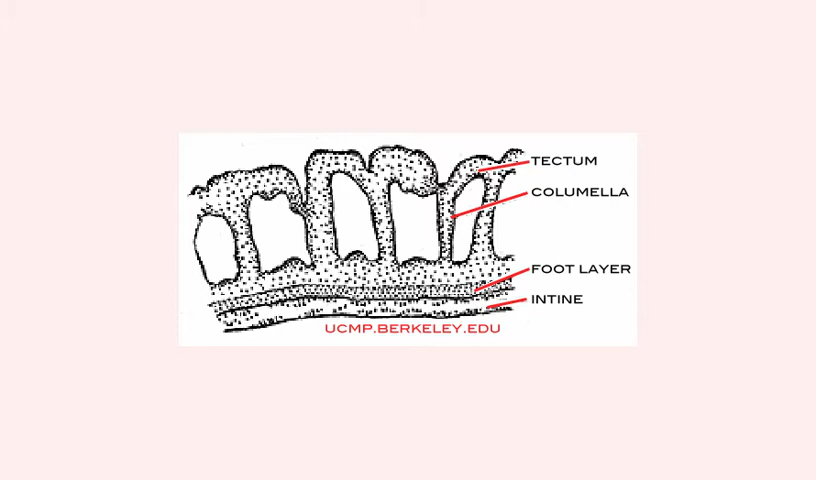 TECTUM
COLUMELLA
FOOT LAYER
INTINE
UCMP.BERKELEY.EDU